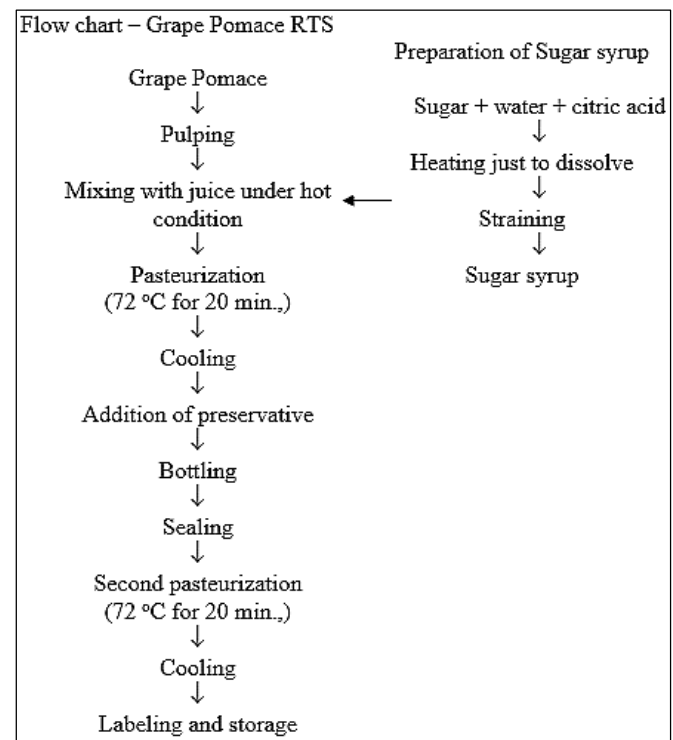 Flow chart – Grape Pomace RTS
Grape Pomace
↓
Pulping
↓
Mixing with juice under hot
condition
↓
Pasteurization
(72 °C for 20 min.,)
↓
Cooling
↓
Addition of preservative
↓
Bottling
↓
Sealing
↓
Second pasteurization
(72 °C for 20 min.,)
↓
Cooling
↓
Labeling and storage
Preparation of Sugar syrup
Sugar + water + citric acid
↓
Heating just to dissolve
↓
Straining
↓
Sugar syrup